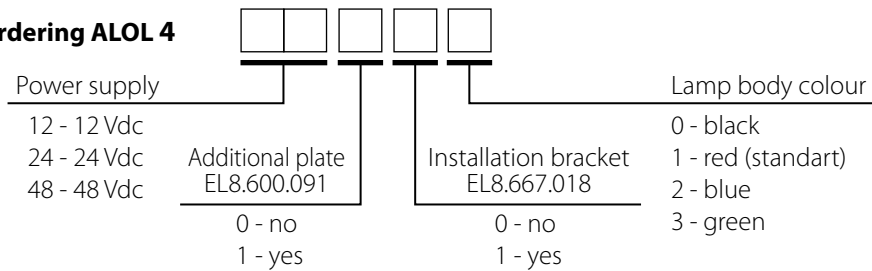 rdering ALOL 4
Power supply
12 - 12 Vdc
24 - 24 Vdc
48 - 48 Vdc
Additional plate
EL8.600.091
0 - no
1 - yes
Installation bracket
EL8.667.018
0 - no
1 - yes
Lamp body colour
0 - black
1 - red (standart)
2 - blue
3 - green